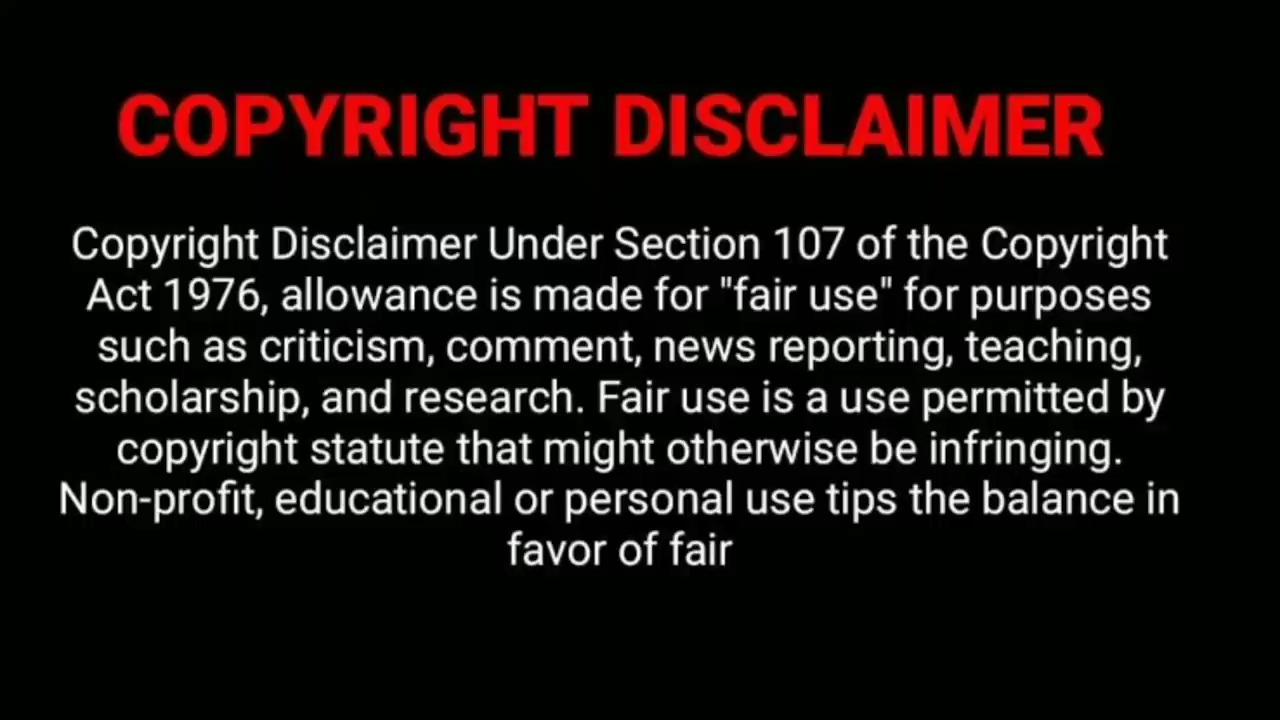 COPYRIGHT DISCLAIMER
Copyright Disclaimer Under Section 107 of the Copyright
Act 1976, allowance is made for "fair use" for purposes
such as criticism, comment, news reporting, teaching,
scholarship, and research. Fair use is a use permitted by
copyright statute that might otherwise be infringing.
Non-profit, educational or personal use tips the balance in
favor of fair